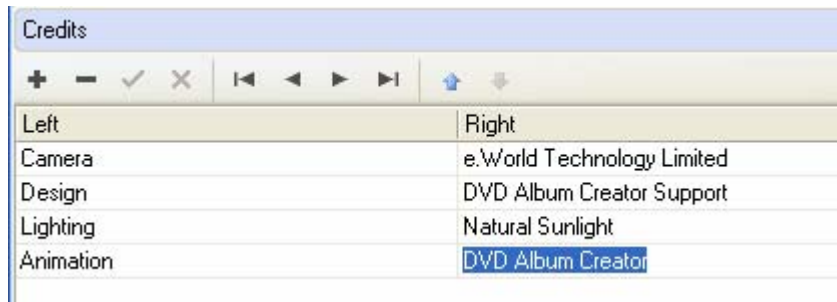 Credits
Left Right
Camera e.World Technology Limited
Design DVD Album Creator Support
Lighting Natural Sunlight
Animation DVD Album Creator